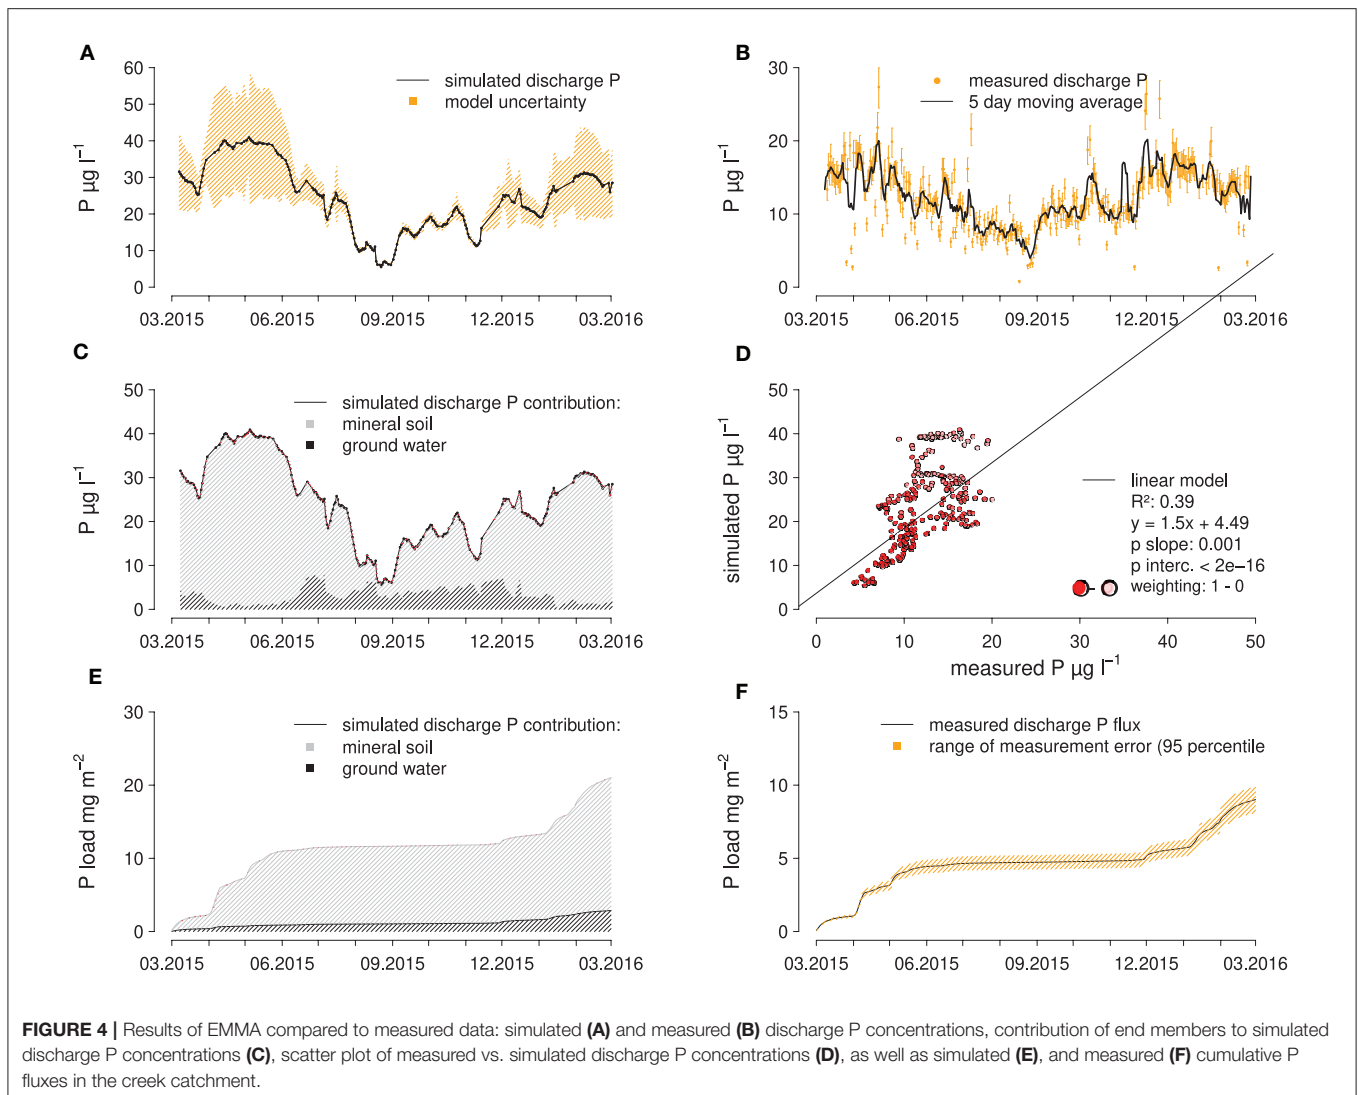 A
P µg l⁻¹
60
50
40
30
20
10
0
simulated discharge P
model uncertainty
03.2015 06.2015 09.2015 12.2015 03.2016
B
P µg l⁻¹
30
20
10
0
measured discharge P
5 day moving average
03.2015 06.2015 09.2015 12.2015 03.2016
C
P µg l⁻¹
50
40
30
20
10
0
simulated discharge P contribution:
mineral soil
ground water
03.2015 06.2015 09.2015 12.2015 03.2016
D
simulated P µg l⁻¹
50
40
30
20
10
0
linear model
R²: 0.39
y = 1.5x + 4.49
p slope: 0.001
p interc. < 2e−16
weighting: 1 - 0
-
0 10 20 30 40 50
measured P µg l⁻¹
E
P load mg m⁻²
30
20
10
0
simulated discharge P contribution:
mineral soil
ground water
03.2015 06.2015 09.2015 12.2015 03.2016
F
P load mg m⁻²
15
10
5
0
measured discharge P flux
range of measurement error (95 percentile
03.2015 06.2015 09.2015 12.2015 03.2016
FIGURE 4 | Results of EMMA compared to measured data: simulated (A) and measured (B) discharge P concentrations, contribution of end members to simulated
discharge P concentrations (C), scatter plot of measured vs. simulated discharge P concentrations (D), as well as simulated (E), and measured (F) cumulative P
fluxes in the creek catchment.